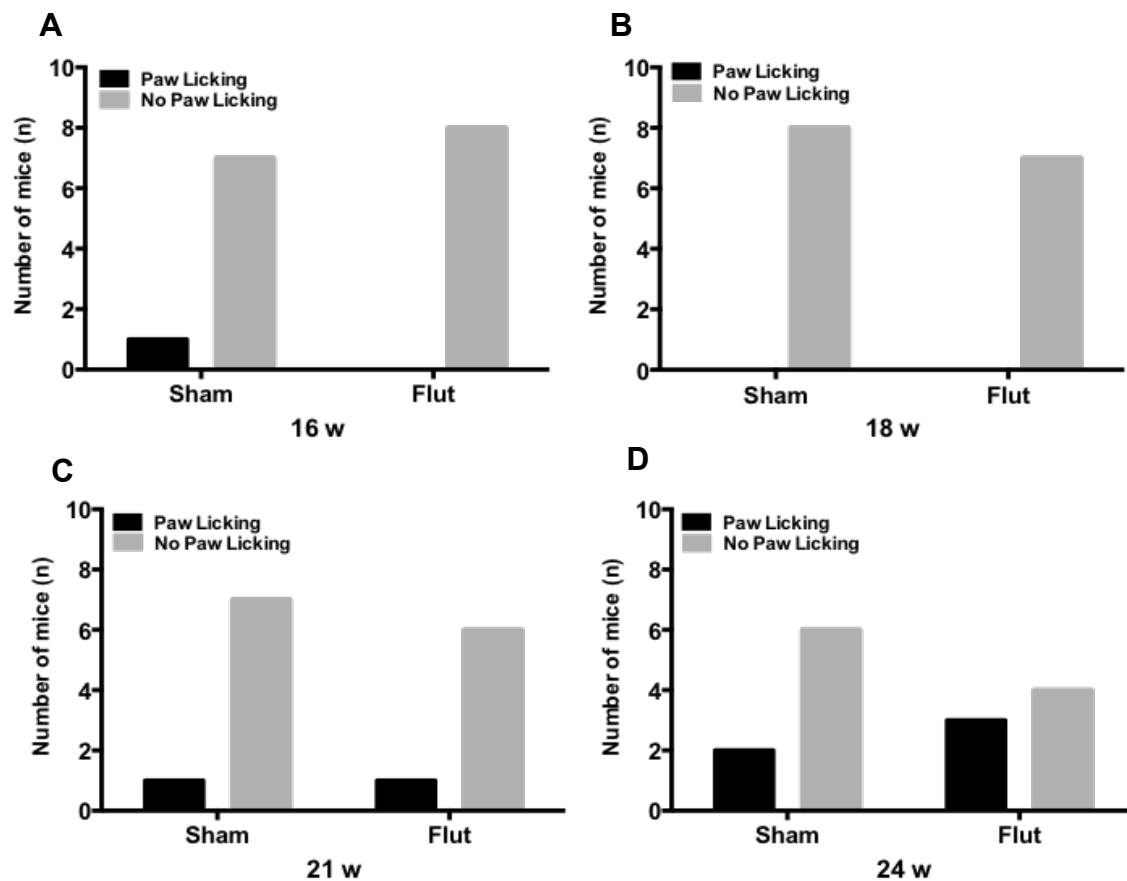 A
Number of mice (n)
10
8
6
4
2
0
Paw Licking
No Paw Licking
Sham Flut
16 w
B
Number of mice (n)
10
8
6
4
2
0
Paw Licking
No Paw Licking
Sham Flut
18 w
C
Number of mice (n)
10
8
6
4
2
0
Paw Licking
No Paw Licking
Sham Flut
21 w
D
Number of mice (n)
10
8
6
4
2
0
Paw Licking
No Paw Licking
Sham Flut
24 w